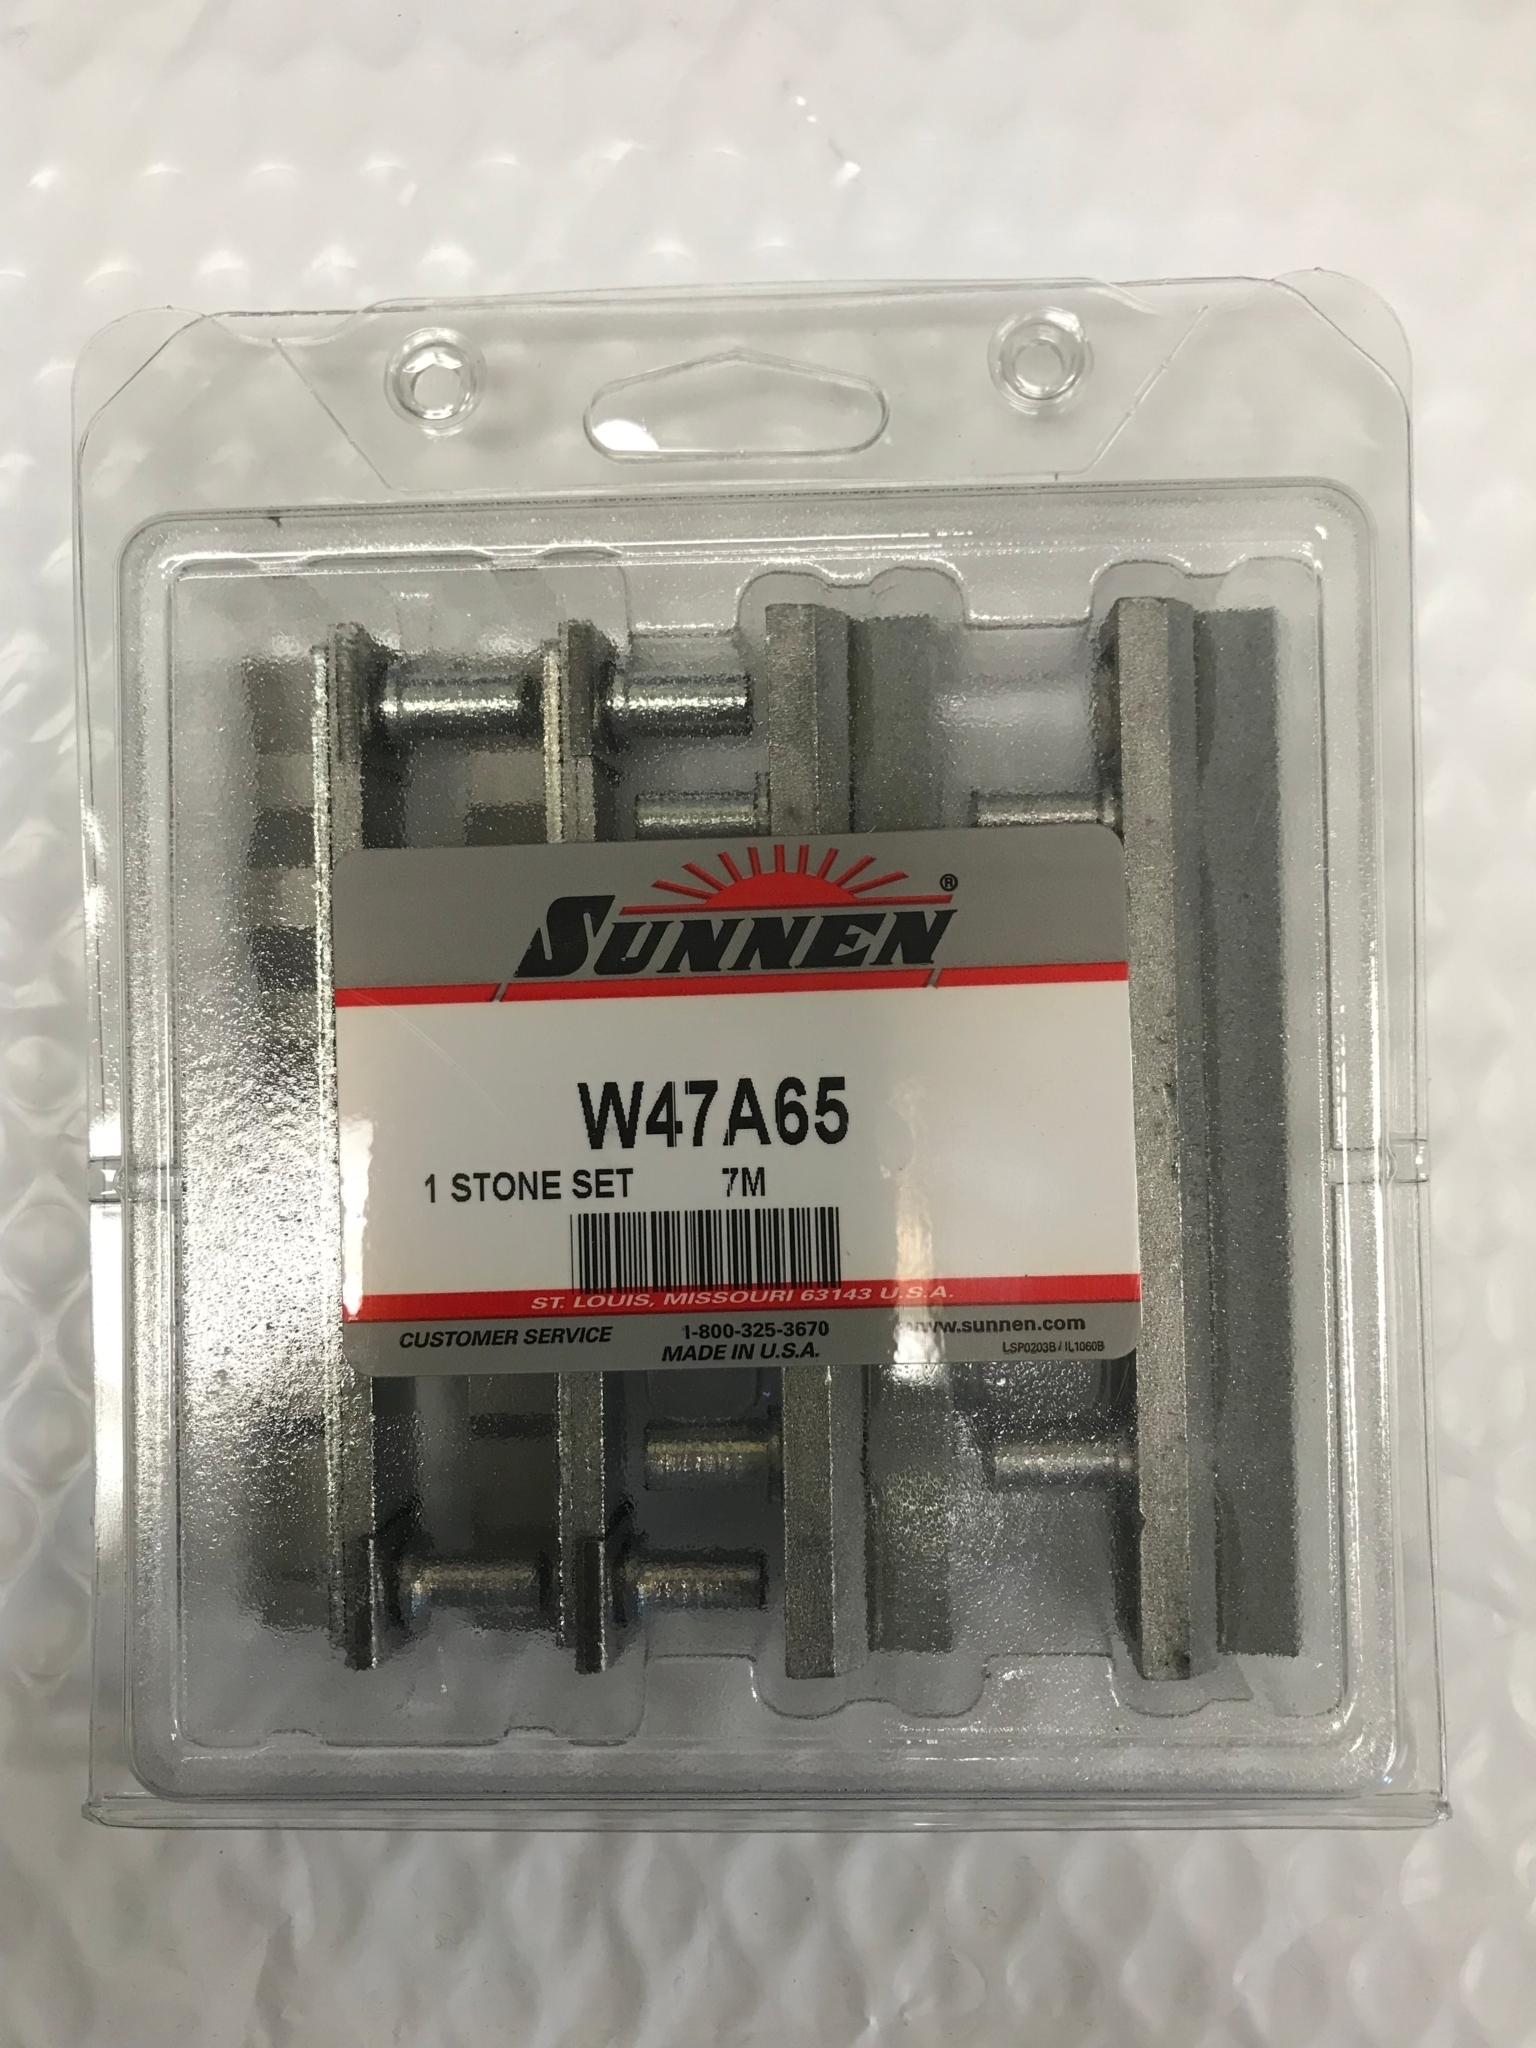 SUNNEN®
W47A65
1 STONE SET 7M
ST. LOUIS, MISSOURI 63143 U.S.A.
CUSTOMER SERVICE 1-800-325-3670 www.sunnen.com
MADE IN U.S.A. LSP0203B / IL1060B